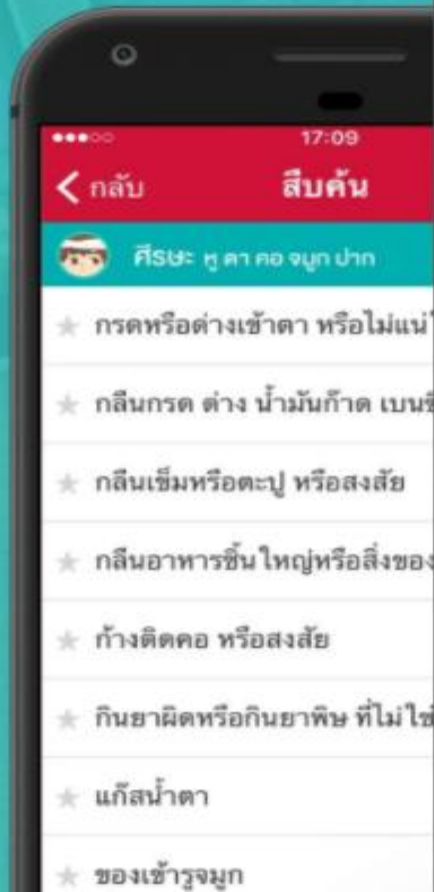 17:09
กลับ สืบค้น
ศีรษะ หู ตา คอ จมูก ปาก
กรดหรือด่างเข้าตา หรือไม่แน่
กลืนกรด ด่าง น้ำมันก๊าด เบนซิ
กลืนเข็มหรือตะปู หรือสงสัย
กลืนอาหารชิ้นใหญ่หรือสิ่งของ
ก้างติดคอ หรือสงสัย
กินยาผิดหรือกินยาพิษ ที่ไม่ใช่
แก๊สน้ำตา
ของเข้ารูจมูก